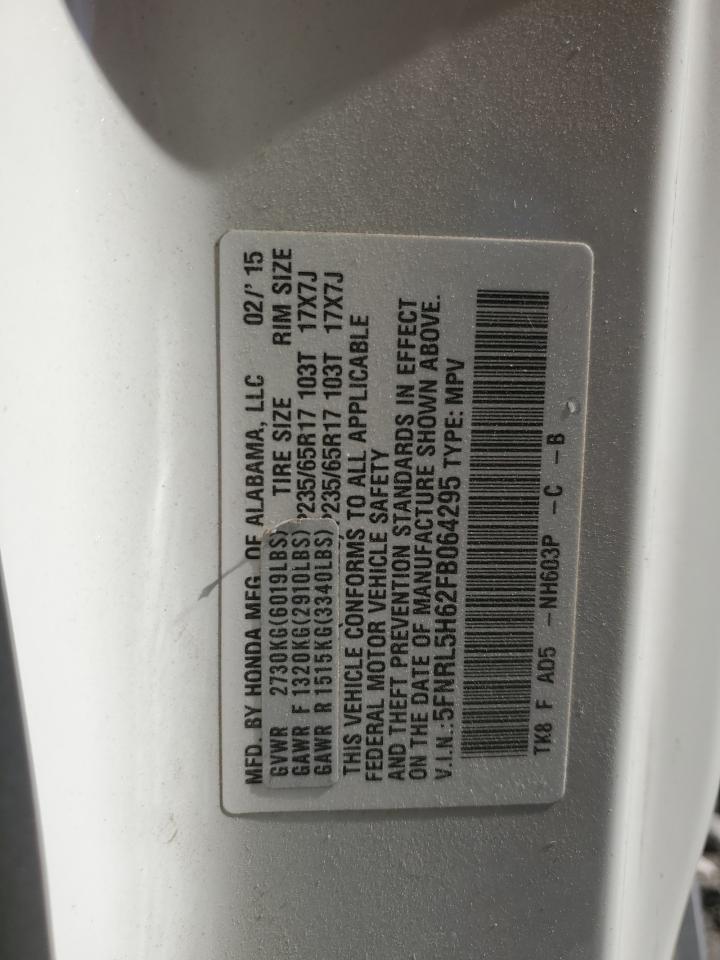 MFD. BY HONDA MFG. OF ALABAMA, LLC 02/'15
TIRE SIZE RIM SIZE
GVWR 2730KG(6019LBS)
GAWR F 1320KG(2910LBS) P235/65R17 103T 17X7J
GAWR R 1515KG(3340LBS) P235/65R17 103T 17X7J
THIS VEHICLE CONFORMS TO ALL APPLICABLE
FEDERAL MOTOR VEHICLE SAFETY
AND THEFT PREVENTION STANDARDS IN EFFECT
ON THE DATE OF MANUFACTURE SHOWN ABOVE.
V.I.N.: 5FNRL5H62FB064295 TYPE: MPV
TK8 F AD5 -NH603P -C -B